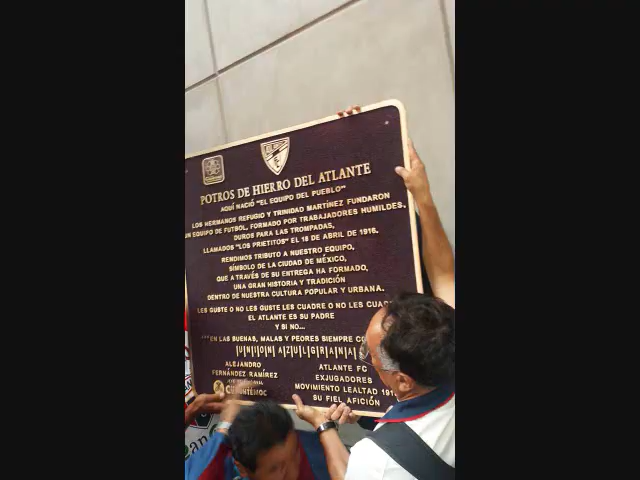 POTROS DE HIERRO DEL ATLANTE
AQUÍ NACIÓ "EL EQUIPO DEL PUEBLO"
LOS HERMANOS REFUGIO Y TRINIDAD MARTÍNEZ FUNDARON
UN EQUIPO DE FUTBOL, FORMADO POR TRABAJADORES HUMILDES,
DUROS PARA LAS TROMPADAS,
LLAMADOS "LOS PRIETITOS" EL 18 DE ABRIL DE 1916.
RENDIMOS TRIBUTO A NUESTRO EQUIPO,
SÍMBOLO DE LA CIUDAD DE MÉXICO,
QUE A TRAVÉS DE SU ENTREGA HA FORMADO,
UNA GRAN HISTORIA Y TRADICIÓN
DENTRO DE NUESTRA CULTURA POPULAR Y URBANA.
LES GUSTE O NO LES GUSTE LES CUADRE O NO LES
EL ATLANTE ES SU PADRE
Y SI NO...
...EN LAS BUENAS, MALAS Y PEORES SIEMPRE
AZULGRANA
ALEJANDRO
FERNÁNDEZ RAMÍREZ
CUAUHTÉMOC
ATLANTE FC
EXJUGADORES
MOVIMIENTO LEALTAD
SU FIEL AFICIÓN